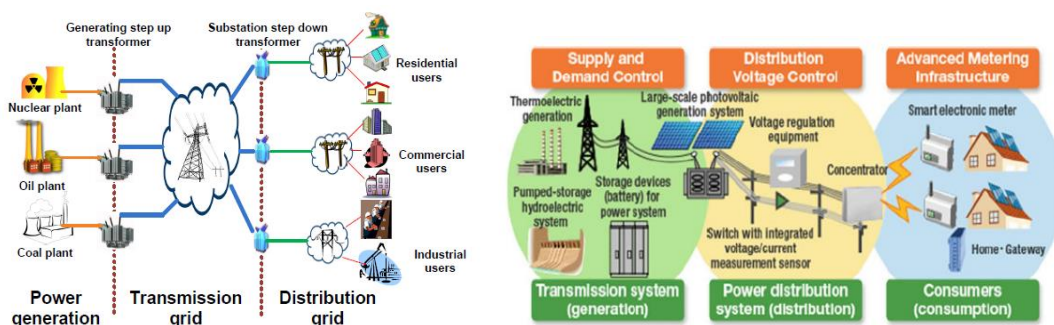 Generating step up
transformer
Substation step down
transformer
Nuclear plant
Oil plant
Coal plant
Residential
users
Commercial
users
Industrial
users
Power
generation
Transmission
grid
Distribution
grid
Supply and
Demand Control
Distribution
Voltage Control
Advanced Metering
Infrastructure
Thermoelectric
generation
Large-scale photovoltaic
generation system
Voltage regulation
equipment
Smart electronic meter
Concentrator
Pumped-storage
hydroelectric
system
Storage devices
(battery) for
power system
Switch with integrated
voltage/current
measurement sensor
Home・Gateway
Transmission system
(generation)
Power distribution
system (distribution)
Consumers
(consumption)